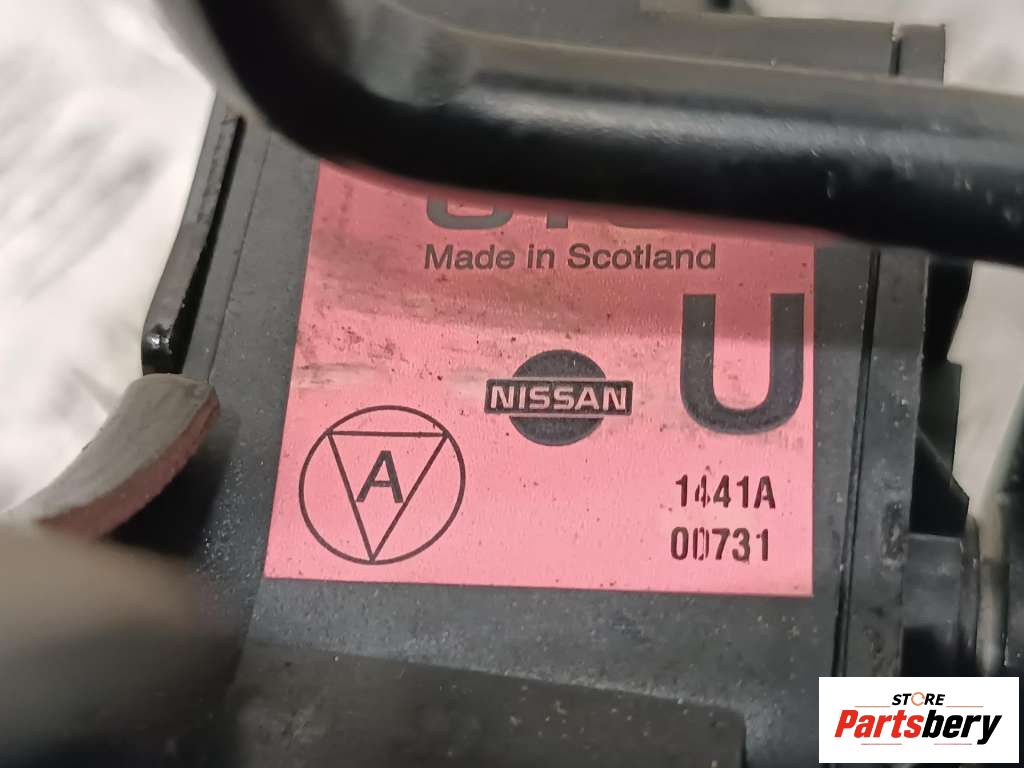 Made in Scotland
U
NISSAN
A
1441A
00731
STORE
Partsbery